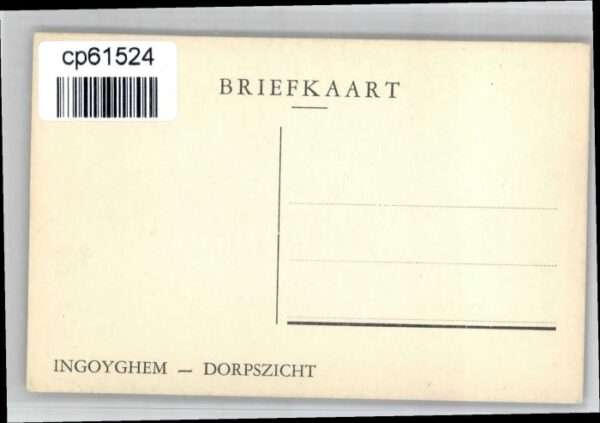 cp61524
BRIEFKAART
INGOYGHEM — DORPSZICHT